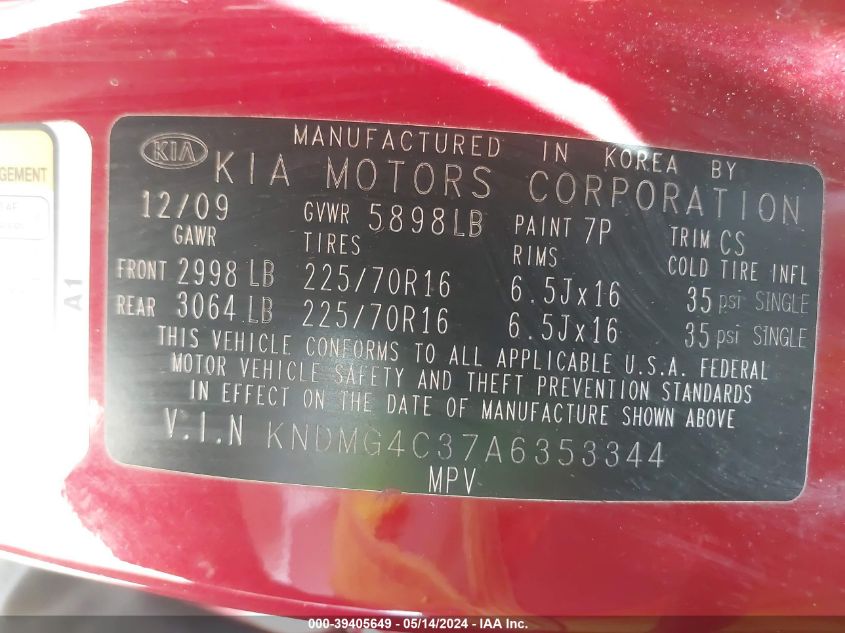 MANUFACTURED IN KOREA BY
KIA KIA MOTORS CORPORATION
12/09 GVWR 5898LB PAINT 7P TRIM CS
GAWR TIRES RIMS COLD TIRE INFL
FRONT 2998 LB 225/70R16 6.5Jx16 35 psi SINGLE
REAR 3064 LB 225/70R16 6.5Jx16 35 psi SINGLE
THIS VEHICLE CONFORMS TO ALL APPLICABLE U.S.A. FEDERAL
MOTOR VEHICLE SAFETY AND THEFT PREVENTION STANDARDS
IN EFFECT ON THE DATE OF MANUFACTURE SHOWN ABOVE
V.I.N KNDMG4C37A6353344
MPV
GEMENT
A1
000-39405649 - 05/14/2024 - IAA Inc.